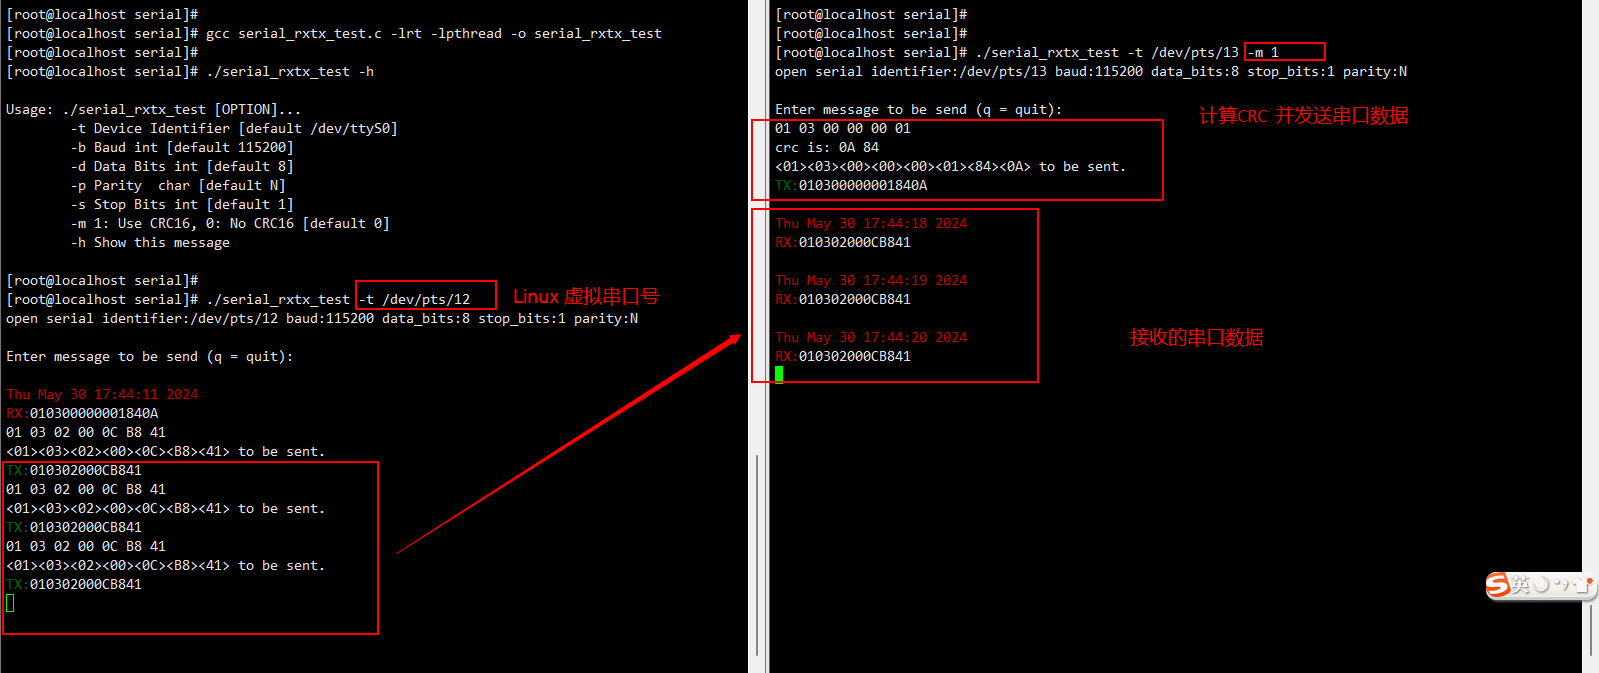 [root@localhost serial]#
[root@localhost serial]# gcc serial_rxtx_test.c -lrt -lpthread -o serial_rxtx_test
[root@localhost serial]#
[root@localhost serial]# ./serial_rxtx_test -h
Usage: ./serial_rxtx_test [OPTION]...
-t Device Identifier [default /dev/ttyS0]
-b Baud int [default 115200]
-d Data Bits int [default 8]
-p Parity  char [default N]
-s Stop Bits int [default 1]
-m 1: Use CRC16, 0: No CRC16 [default 0]
-h Show this message
[root@localhost serial]#
[root@localhost serial]# ./serial_rxtx_test -t /dev/pts/12
Linux 虚拟串口号
open serial identifier:/dev/pts/12 baud:115200 data_bits:8 stop_bits:1 parity:N
Enter message to be send (q = quit):
Thu May 30 17:44:11 2024
RX:010300000001840A
01 03 02 00 0C B8 41
<01><03><02><00><0C><B8><41> to be sent.
TX:010302000CB841
01 03 02 00 0C B8 41
<01><03><02><00><0C><B8><41> to be sent.
TX:010302000CB841
01 03 02 00 0C B8 41
<01><03><02><00><0C><B8><41> to be sent.
TX:010302000CB841
[root@localhost serial]#
[root@localhost serial]#
[root@localhost serial]# ./serial_rxtx_test -t /dev/pts/13 -m 1
open serial identifier:/dev/pts/13 baud:115200 data_bits:8 stop_bits:1 parity:N
Enter message to be send (q = quit):
计算CRC 并发送串口数据
01 03 00 00 00 01
crc is: 0A 84
<01><03><00><00><00><01><84><0A> to be sent.
TX:010300000001840A
Thu May 30 17:44:18 2024
RX:010302000CB841
Thu May 30 17:44:19 2024
RX:010302000CB841
Thu May 30 17:44:20 2024
接收的串口数据
RX:010302000CB841
英